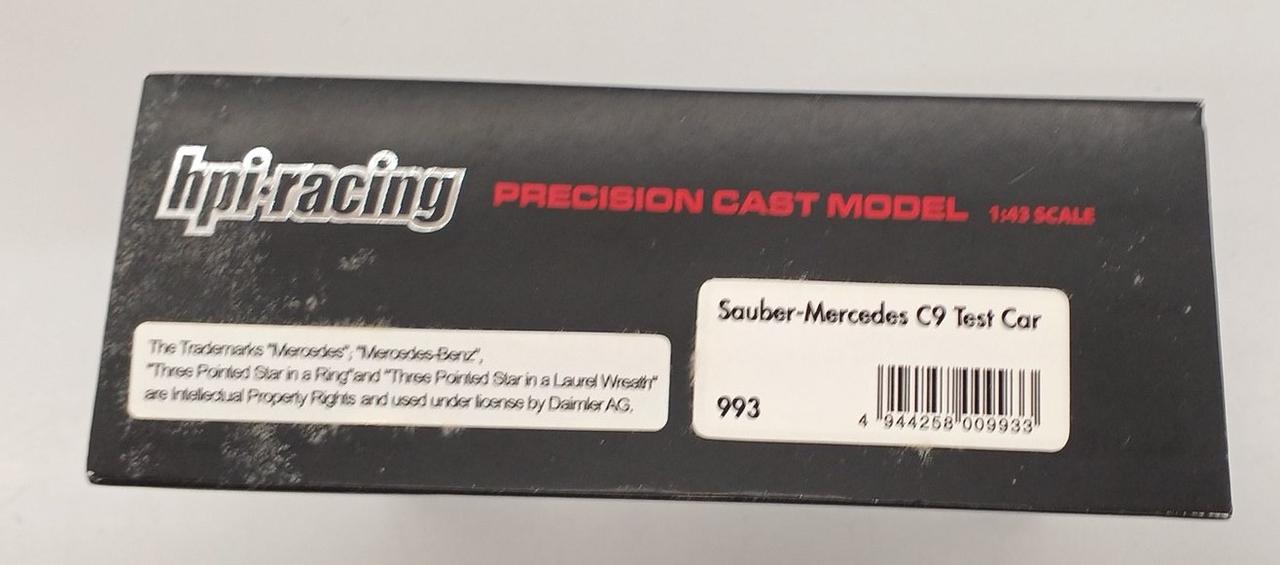 hpi·racing PRECISION CAST MODEL 1:43 SCALE
The Trademarks "Mercedes", "Mercedes-Benz",
"Three Pointed Star in a Ring"and "Three Pointed Star in a Laurel Wreath"
are Intellectual Property Rights and used under license by Daimler AG.
Sauber-Mercedes C9 Test Car
993
4 944258 009933